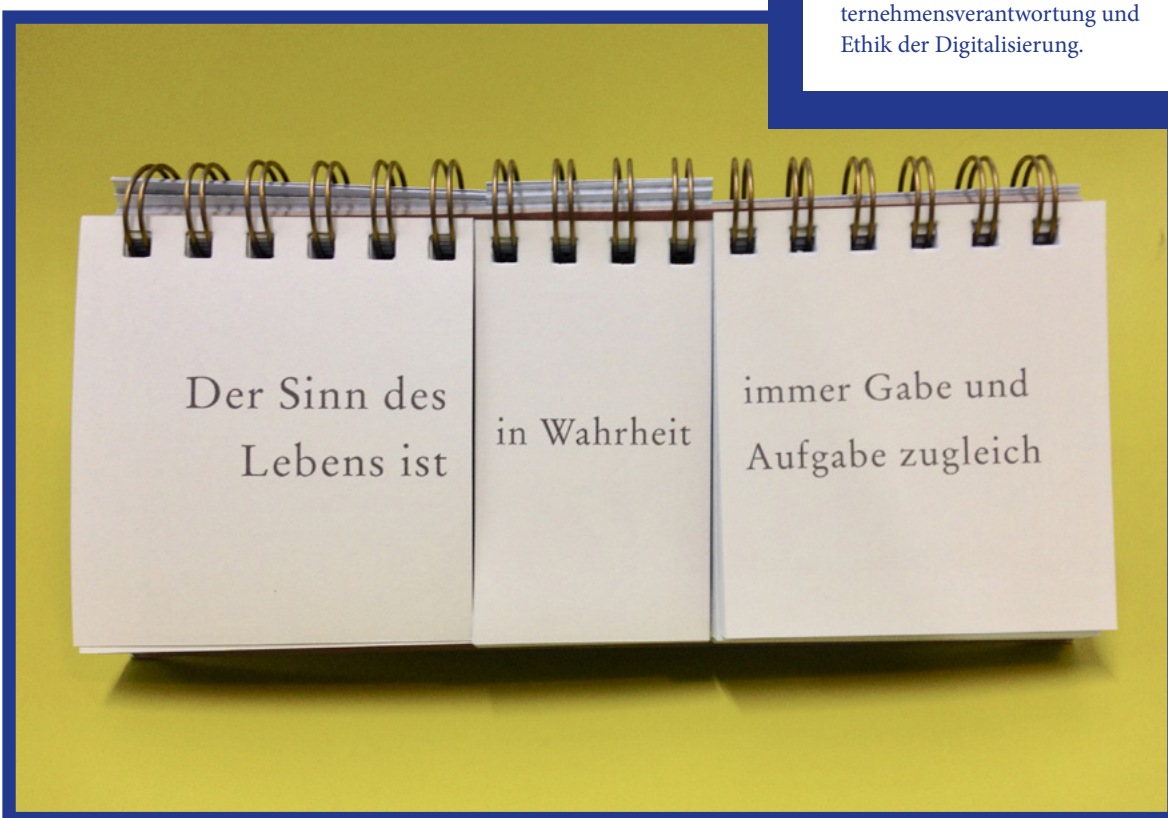 ternehmensverantwortung und
Ethik der Digitalisierung.
Der Sinn des
Lebens ist
in Wahrheit
immer Gabe und
Aufgabe zugleich